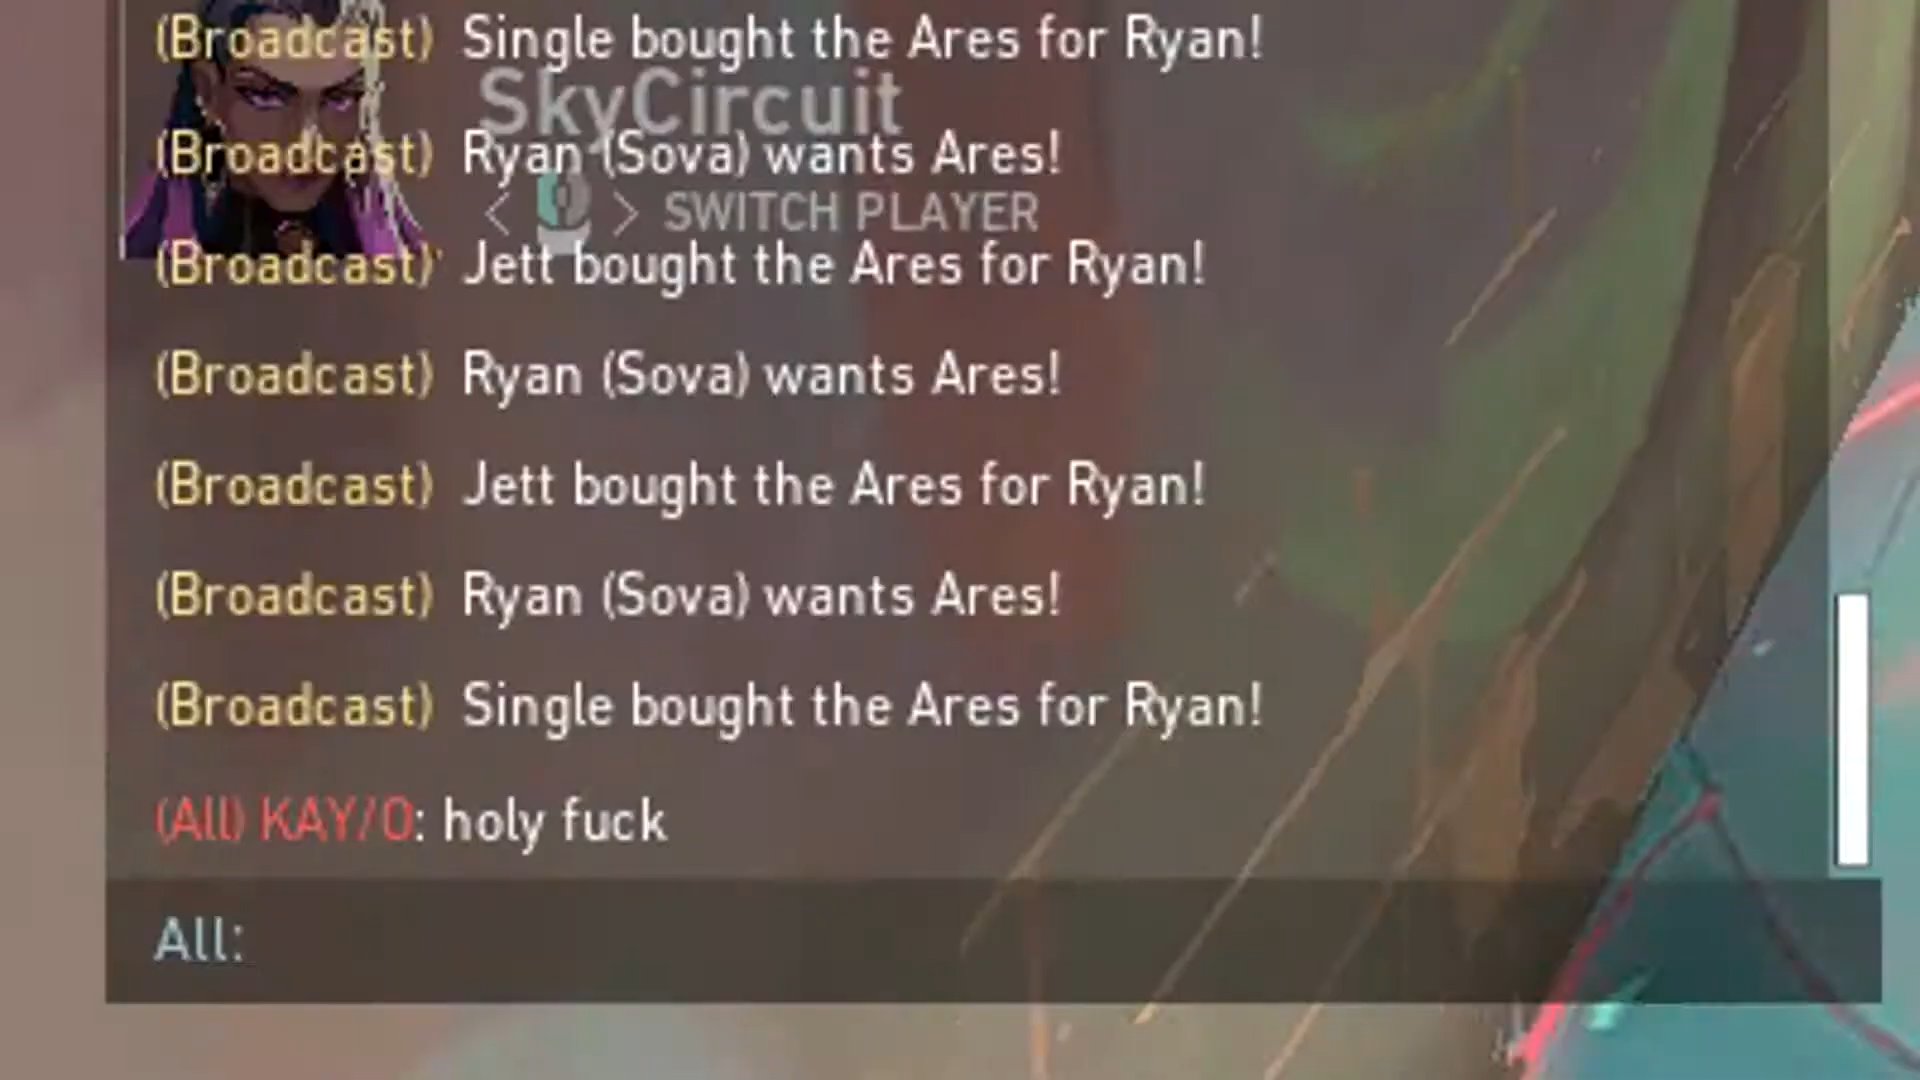 (Broadcast) Single bought the Ares for Ryan!
SkyCircuit
(Broadcast) Ryan (Sova) wants Ares!
< > SWITCH PLAYER
(Broadcast) Jett bought the Ares for Ryan!
(Broadcast) Ryan (Sova) wants Ares!
(Broadcast) Jett bought the Ares for Ryan!
(Broadcast) Ryan (Sova) wants Ares!
(Broadcast) Single bought the Ares for Ryan!
(All) KAY/O: holy fuck
All: